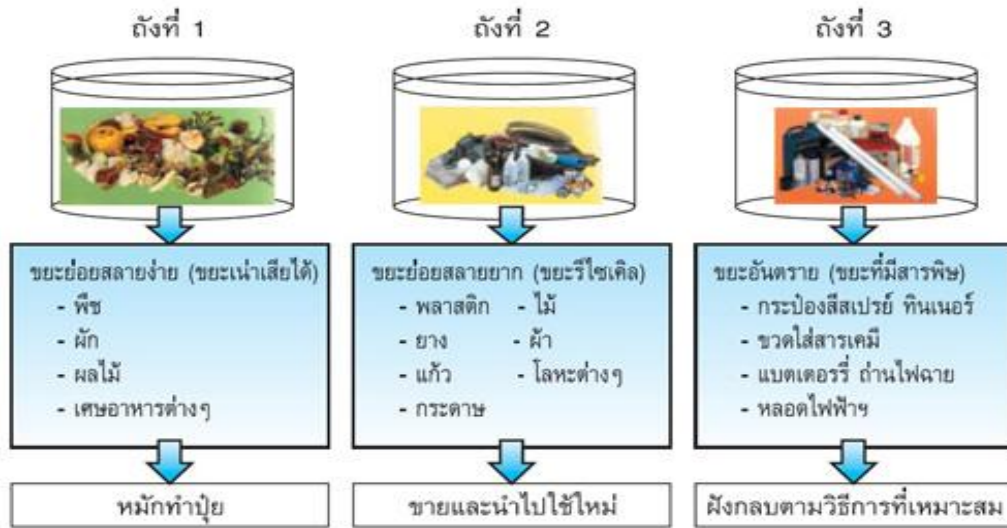 ถังที่ 1
ถังที่ 2
ถังที่ 3
ขยะย่อยสลายง่าย (ขยะเน่าเสียได้)
- พืช
- ผัก
- ผลไม้
- เศษอาหารต่างๆ
หมักทำปุ๋ย
ขยะย่อยสลายยาก (ขยะรีไซเคิล)
- พลาสติก - ไม้
- ยาง - ผ้า
- แก้ว - โลหะต่างๆ
- กระดาษ
ขายและนำไปใช้ใหม่
ขยะอันตราย (ขยะที่มีสารพิษ)
- กระป๋องสีสเปรย์ ทินเนอร์
- ขวดใส่สารเคมี
- แบตเตอรรี่ ถ่านไฟฉาย
- หลอดไฟฟ้าฯ
ฝังกลบตามวิธีการที่เหมาะสม